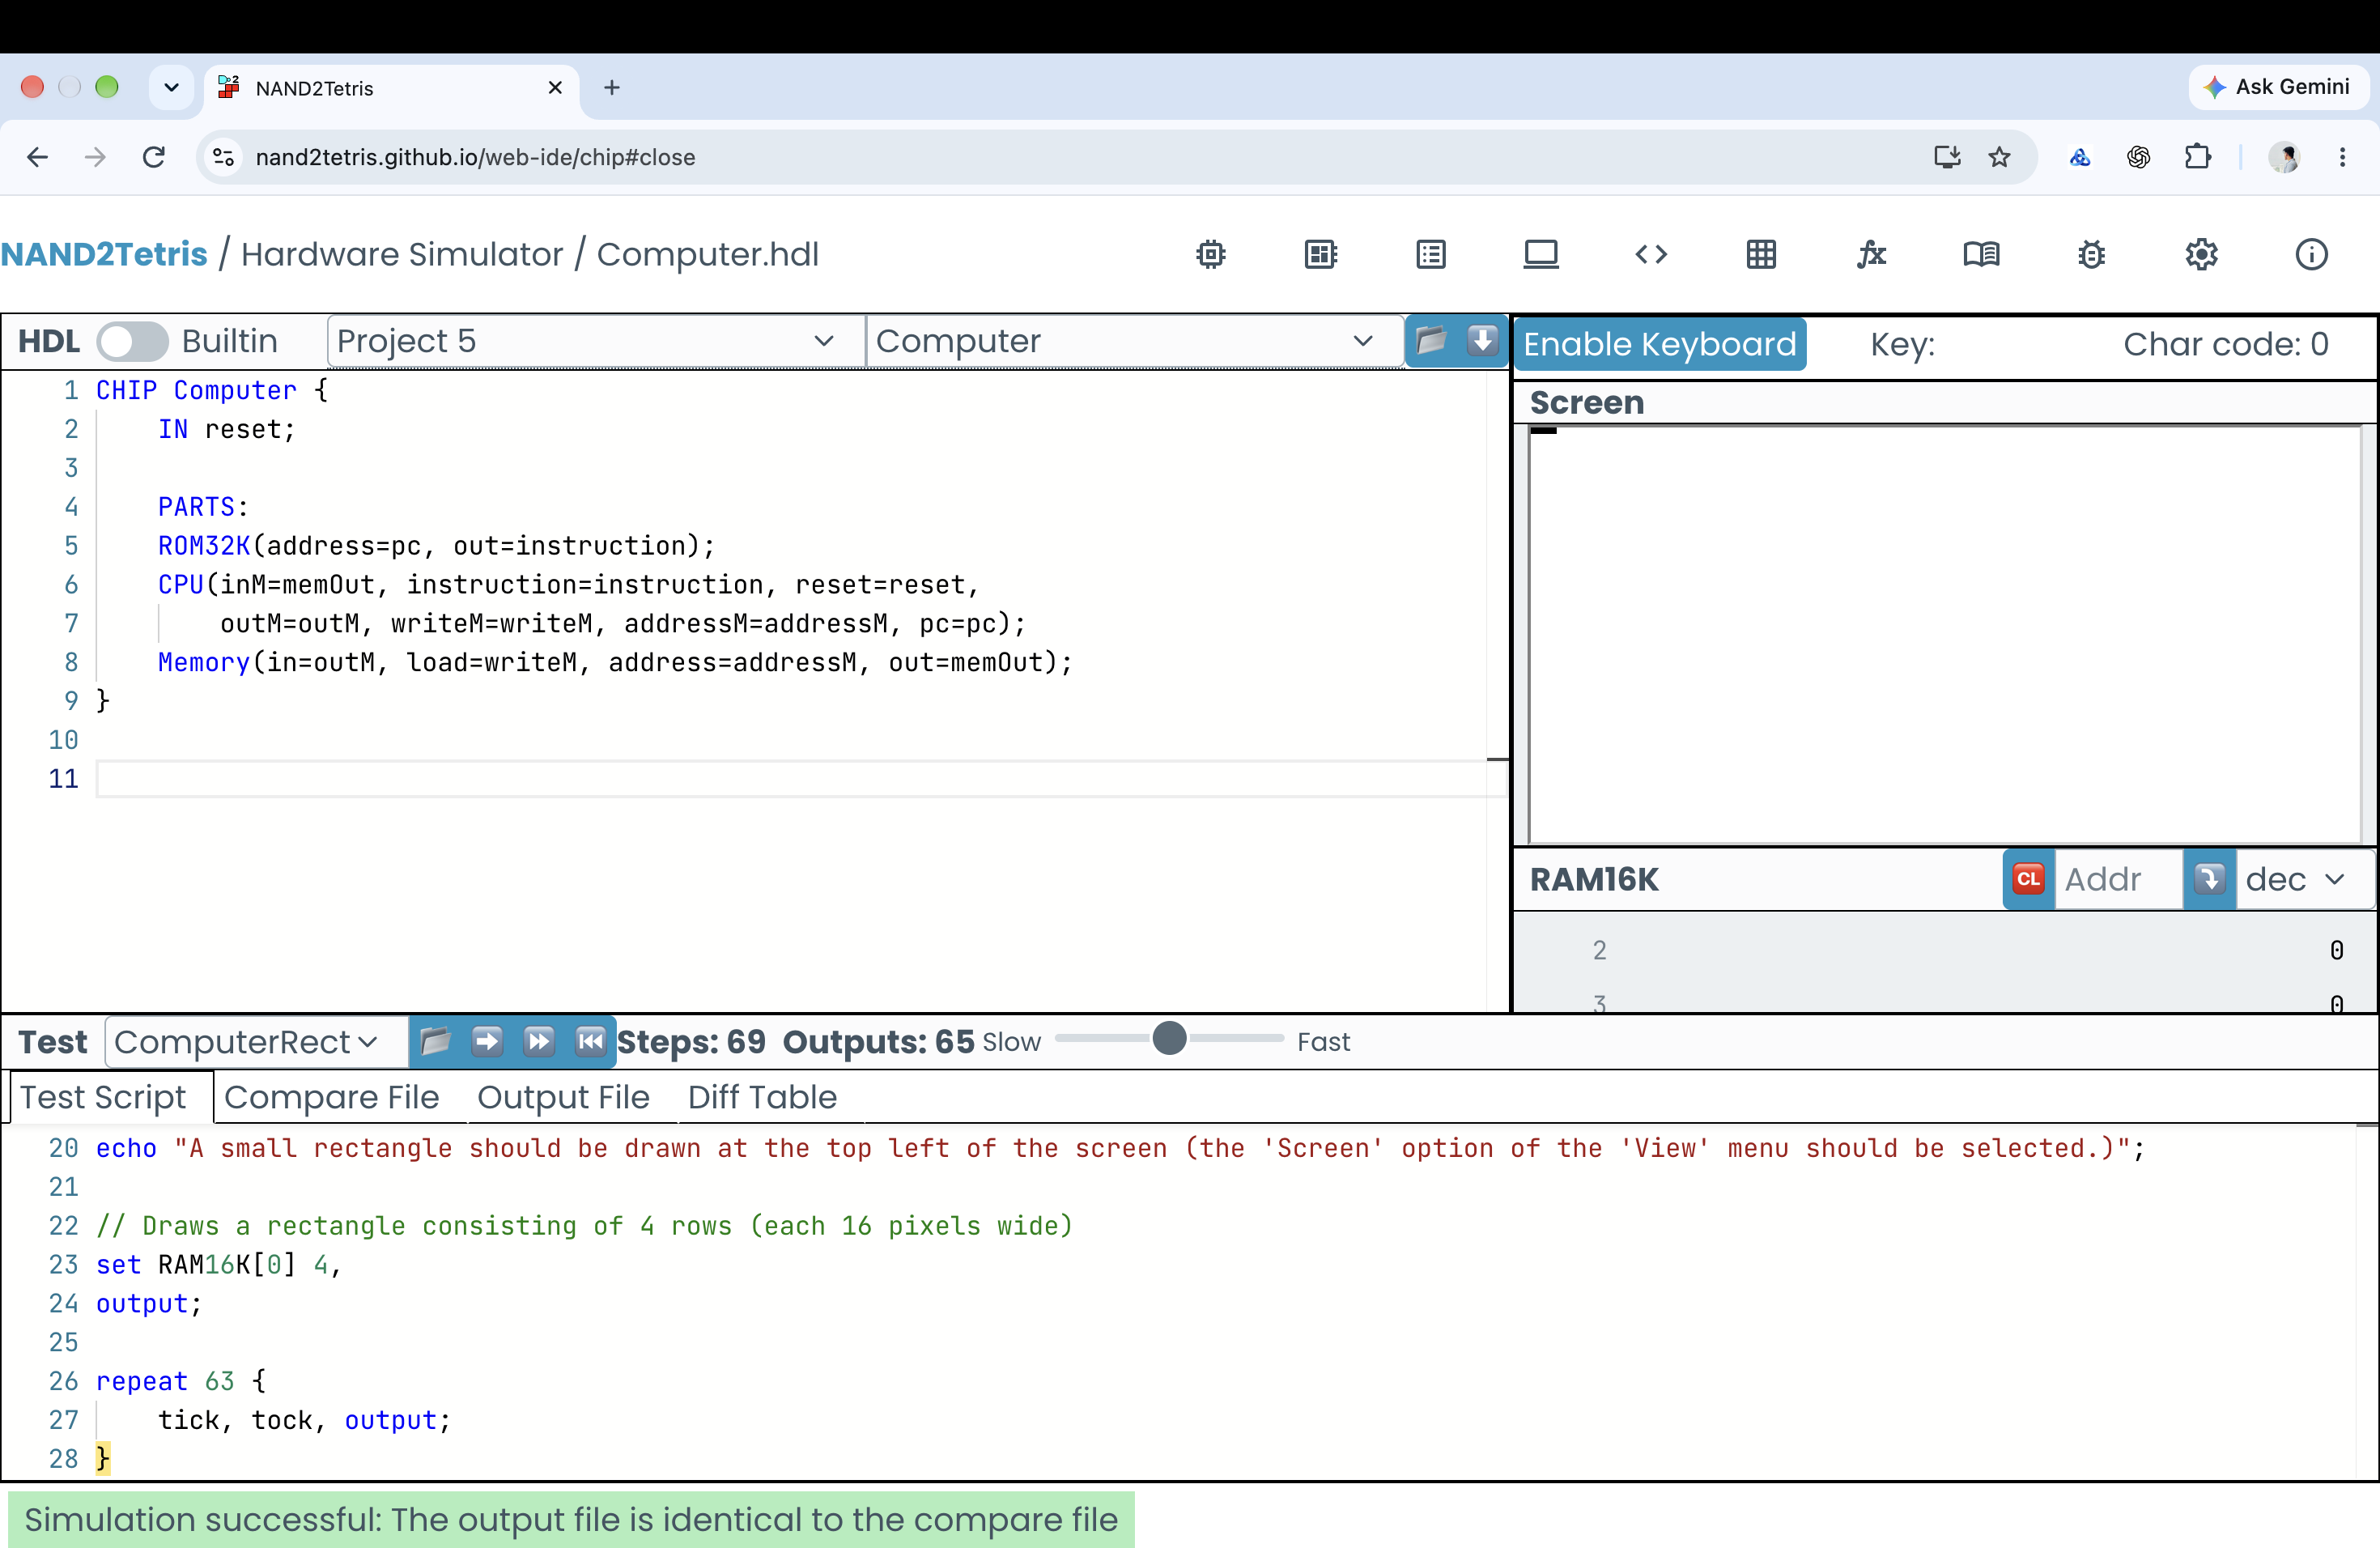 NAND2Tetris
Ask Gemini
nand2tetris.github.io/web-ide/chip#close
NAND2Tetris / Hardware Simulator / Computer.hdl
HDL Builtin Project 5 Computer
Enable Keyboard Key: Char code: 0
1 CHIP Computer {
2 IN reset;
3
4 PARTS:
5 ROM32K(address=pc, out=instruction);
6 CPU(inM=memOut, instruction=instruction, reset=reset,
7 outM=outM, writeM=writeM, addressM=addressM, pc=pc);
8 Memory(in=outM, load=writeM, address=addressM, out=memOut);
9 }
10
11
Screen
RAM16K CL Addr dec
2 0
3 0
Test ComputerRect Steps: 69 Outputs: 65 Slow Fast
Test Script Compare File Output File Diff Table
20 echo "A small rectangle should be drawn at the top left of the screen (the 'Screen' option of the 'View' menu should be selected.)";
21
22 // Draws a rectangle consisting of 4 rows (each 16 pixels wide)
23 set RAM16K[0] 4,
24 output;
25
26 repeat 63 {
27 tick, tock, output;
28 }
Simulation successful: The output file is identical to the compare file